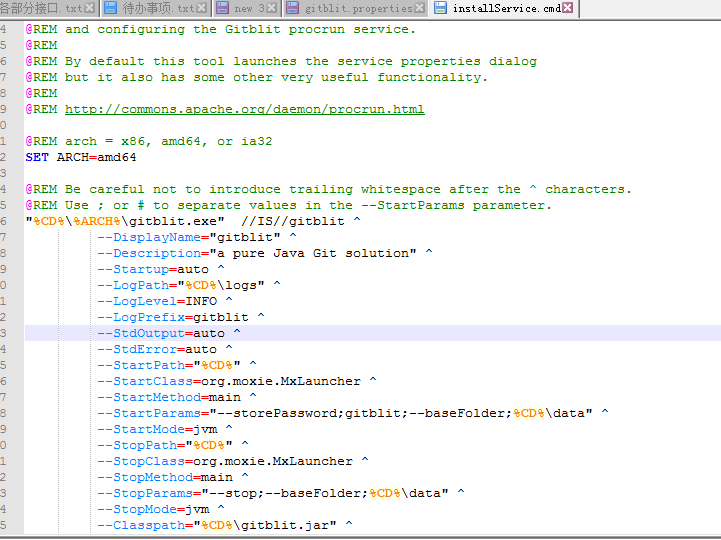 各部分接口.txt 待办事项.txt new 3 gitblit.properties installService.cmd
4 @REM and configuring the Gitblit procrun service.
5 @REM
6 @REM By default this tool launches the service properties dialog
7 @REM but it also has some other very useful functionality.
8 @REM
9 @REM http://commons.apache.org/daemon/procrun.html
0
1 @REM arch = x86, amd64, or ia32
2 SET ARCH=amd64
3
4 @REM Be careful not to introduce trailing whitespace after the ^ characters.
5 @REM Use ; or # to separate values in the --StartParams parameter.
6 "%CD%\%ARCH%\gitblit.exe"  //IS//gitblit ^
7 --DisplayName="gitblit" ^
8 --Description="a pure Java Git solution" ^
9 --Startup=auto ^
0 --LogPath="%CD%\logs" ^
1 --LogLevel=INFO ^
2 --LogPrefix=gitblit ^
3 --StdOutput=auto ^
4 --StdError=auto ^
5 --StartPath="%CD%" ^
6 --StartClass=org.moxie.MxLauncher ^
7 --StartMethod=main ^
8 --StartParams="--storePassword;gitblit;--baseFolder;%CD%\data" ^
9 --StartMode=jvm ^
0 --StopPath="%CD%" ^
1 --StopClass=org.moxie.MxLauncher ^
2 --StopMethod=main ^
3 --StopParams="--stop;--baseFolder;%CD%\data" ^
4 --StopMode=jvm ^
5 --Classpath="%CD%\gitblit.jar" ^